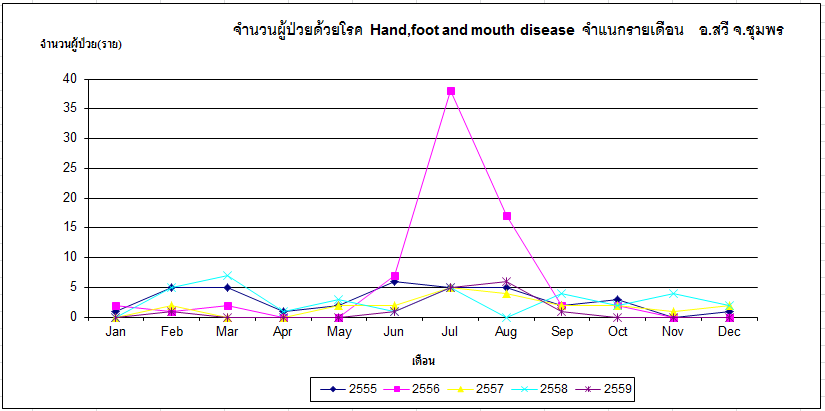 จำนวนผู้ป่วยด้วยโรค Hand,foot and mouth disease จำแนกรายเดือน อ.สวี จ.ชุมพร
จำนวนผู้ป่วย(ราย)
40
35
30
25
20
15
10
5
0
Jan Feb Mar Apr May Jun Jul Aug Sep Oct Nov Dec
เดือน
2555 2556 2557 2558 2559